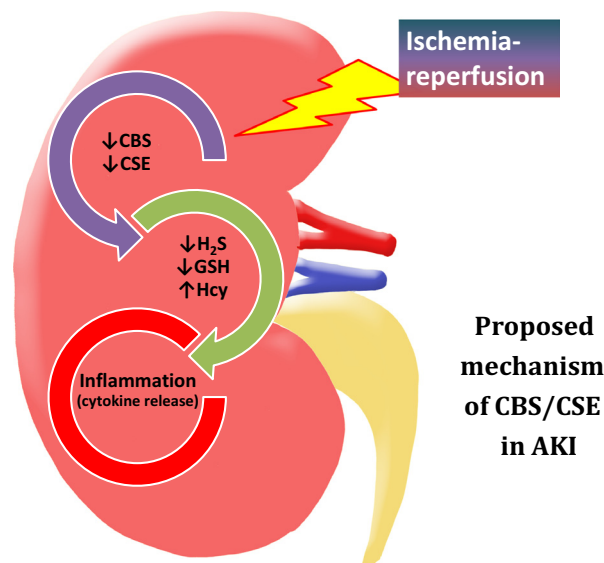 Ischemia-
reperfusion
↓CBS
↓CSE
↓H₂S
↓GSH
↑Hcy
Inflammation
(cytokine release)
Proposed
mechanism
of CBS/CSE
in AKI